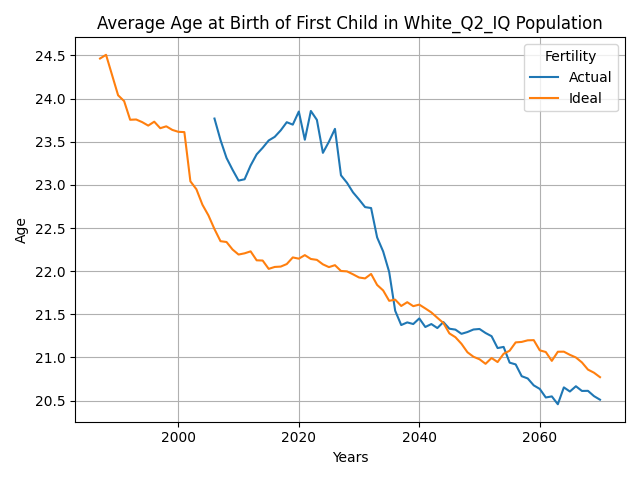 Average Age at Birth of First Child in White_Q2_IQ Population
Fertility
Actual
Ideal
Age
24.5
24.0
23.5
23.0
22.5
22.0
21.5
21.0
20.5
2000
2020
2040
2060
Years